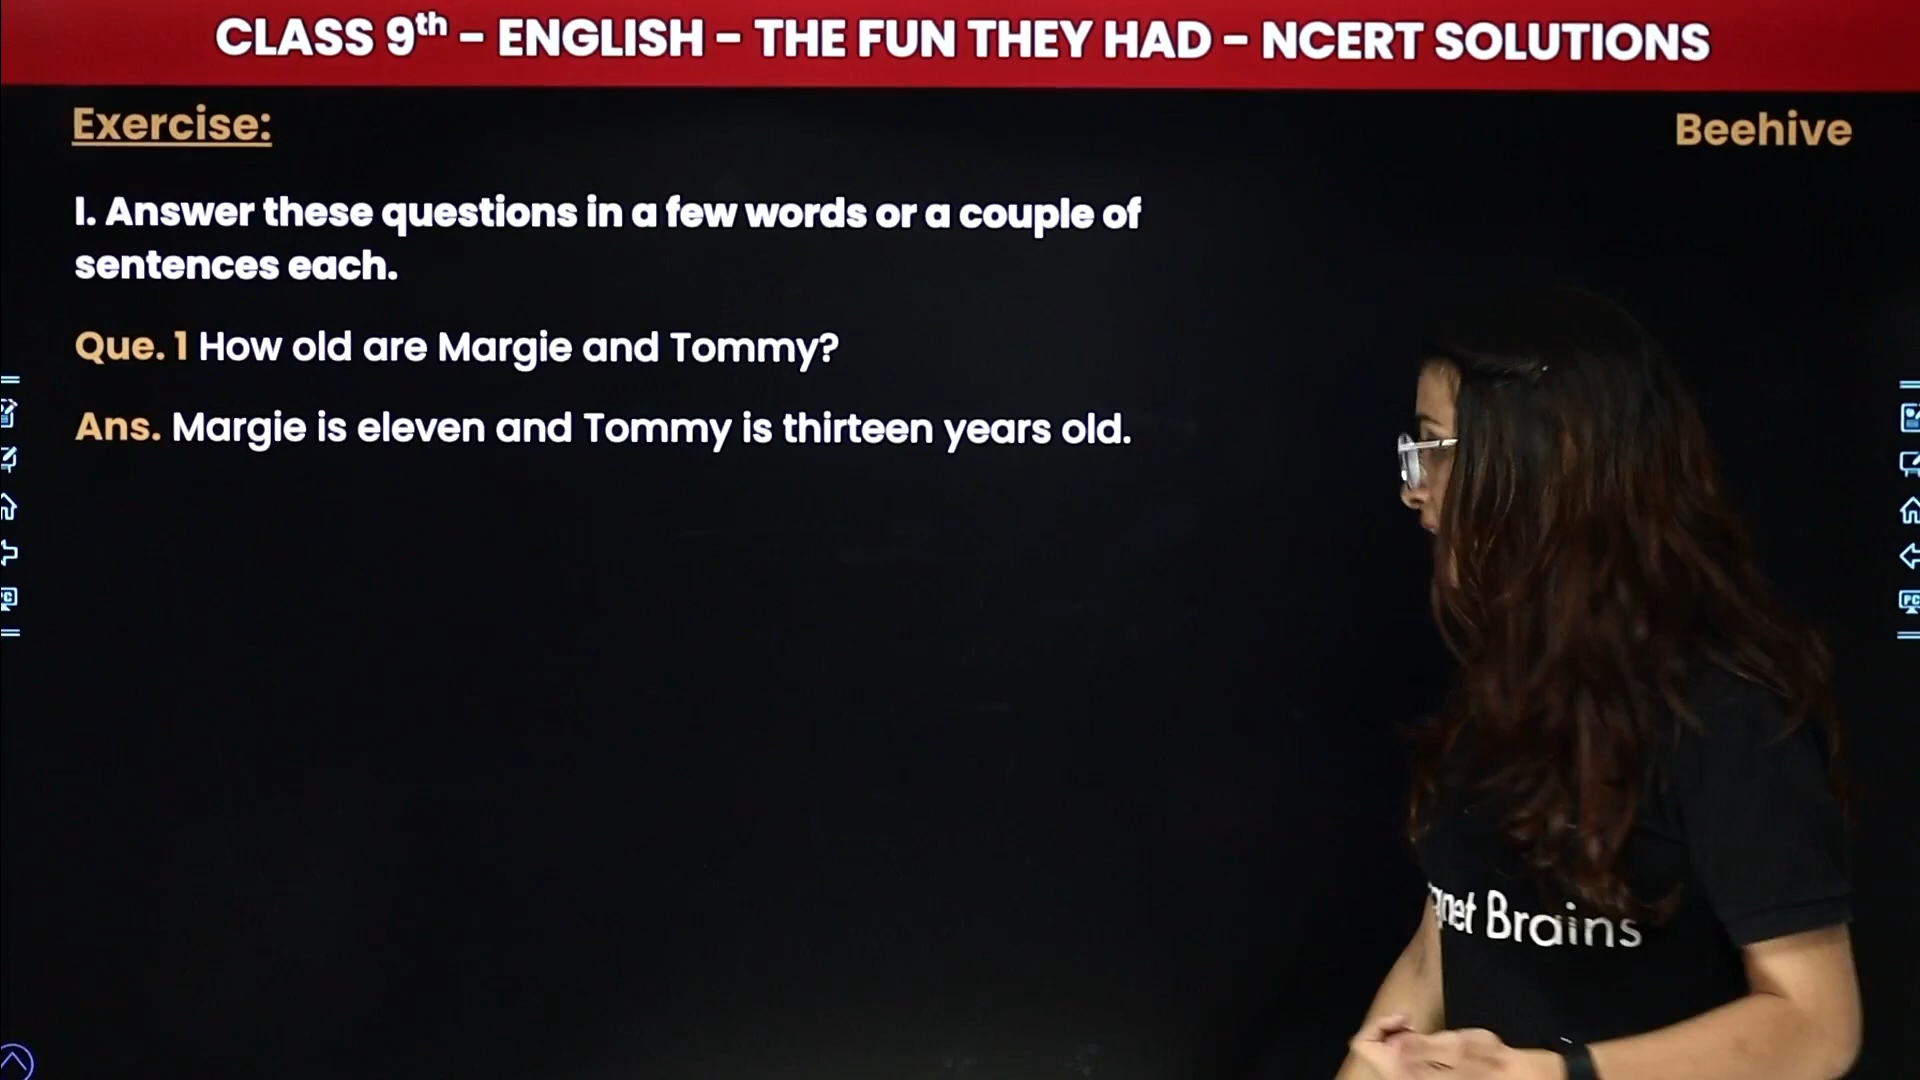 CLASS 9th – ENGLISH – THE FUN THEY HAD – NCERT SOLUTIONS
Exercise:
Beehive
I. Answer these questions in a few words or a couple of
sentences each.
Que. 1 How old are Margie and Tommy?
Ans. Margie is eleven and Tommy is thirteen years old.
PC
Brains